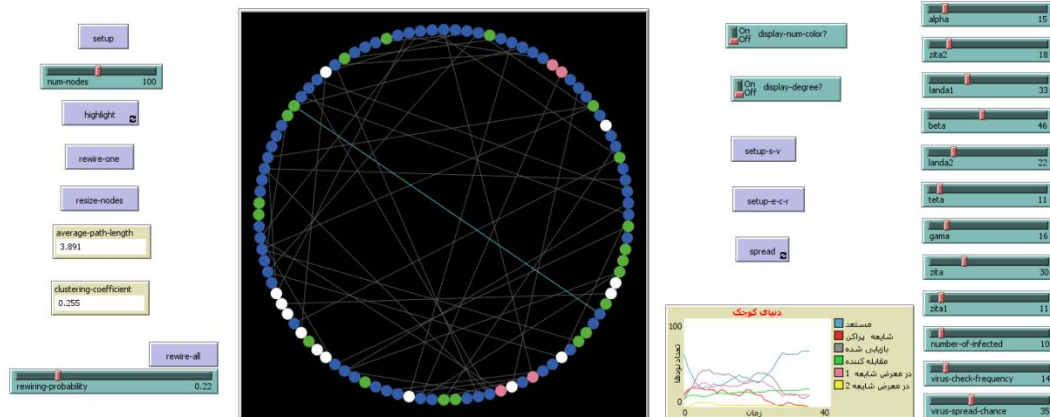 setup
num-nodes 100
highlight
rewire-one
resize-nodes
average-path-length
3.891
clustering-coefficient
0.255
rewire-all
rewiring-probability 0.22
On
Off
display-num-color?
On
Off
display-degree?
setup-s-v
setup-e-c-r
spread
دنیای کوچک
100
تعداد نودها
0
0
زمان
40
مستعد
شایعه پراکن
بازیابی شده
مقابله کننده
در معرض شایعه 1
در معرض شایعه 2
alpha 15
zita2 18
landa1 33
beta 46
landa2 22
teta 11
gama 16
zita 30
zita1 11
number-of-infected 10
virus-check-frequency 14
virus-spread-chance 35